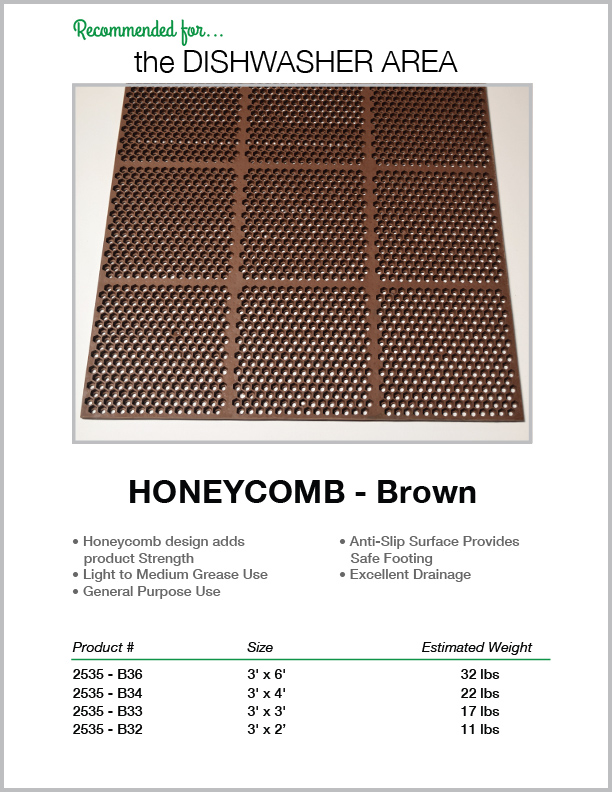 Recommended for...
the DISHWASHER AREA
HONEYCOMB - Brown
• Honeycomb design adds
product Strength
• Light to Medium Grease Use
• General Purpose Use
• Anti-Slip Surface Provides
Safe Footing
• Excellent Drainage
Product # Size Estimated Weight
2535 - B36 3' x 6' 32 lbs
2535 - B34 3' x 4' 22 lbs
2535 - B33 3' x 3' 17 lbs
2535 - B32 3' x 2’ 11 lbs